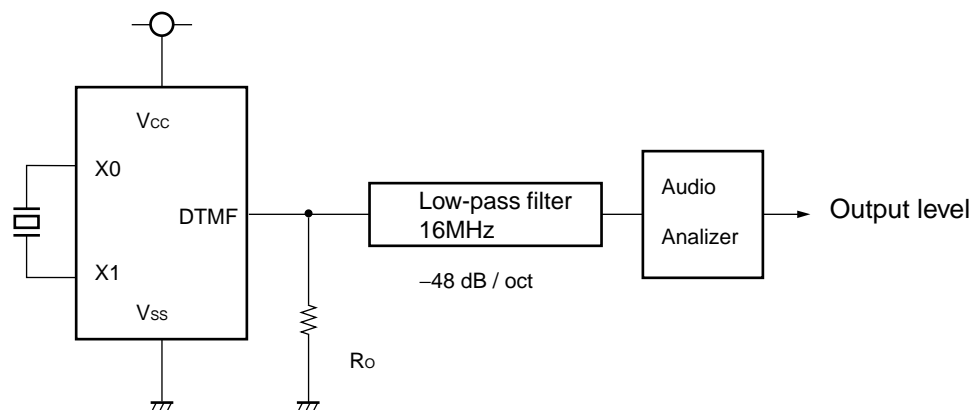 VCC
X0
DTMF
X1
VSS
RO
Low-pass filter
16MHz
−48 dB / oct
Audio
Analizer
Output level